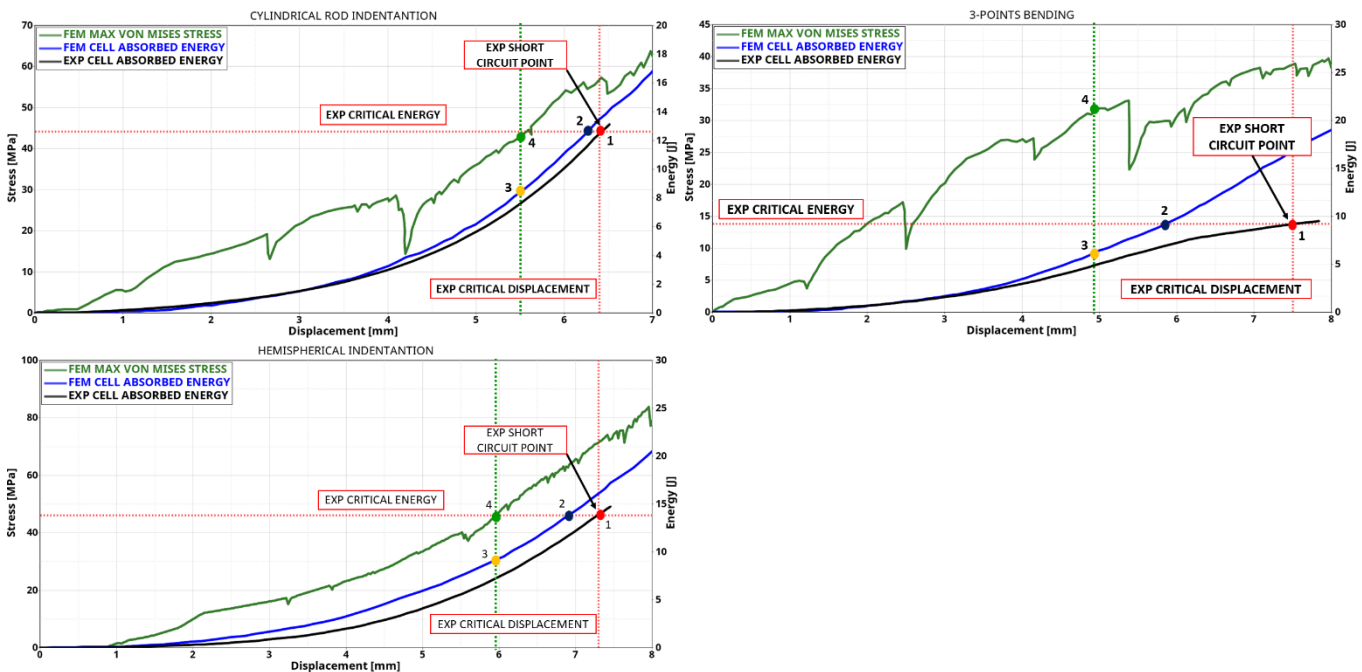 CYLINDRICAL ROD INDENTANTION
FEM MAX VON MISES STRESS
FEM CELL ABSORBED ENERGY
EXP CELL ABSORBED ENERGY
EXP SHORT
CIRCUIT POINT
EXP CRITICAL ENERGY
EXP CRITICAL DISPLACEMENT
1
2
3
4
Stress [MPa]
70
60
50
40
30
20
10
0
Energy [J]
20
18
16
14
12
10
8
6
4
2
0
0 1 2 3 4 5 6 7
Displacement [mm]
3-POINTS BENDING
FEM MAX VON MISES STRESS
FEM CELL ABSORBED ENERGY
EXP CELL ABSORBED ENERGY
EXP SHORT
CIRCUIT POINT
EXP CRITICAL ENERGY
EXP CRITICAL DISPLACEMENT
4
2
1
3
Stress [MPa]
45
40
35
30
25
20
15
10
5
0
Energy [J]
30
25
20
15
10
5
0
0 1 2 3 4 5 6 7 8
Displacement [mm]
HEMISPHERICAL INDENTANTION
FEM MAX VON MISES STRESS
FEM CELL ABSORBED ENERGY
EXP CELL ABSORBED ENERGY
EXP SHORT
CIRCUIT POINT
EXP CRITICAL ENERGY
EXP CRITICAL DISPLACEMENT
4
2
1
3
Stress [MPa]
100
80
60
40
20
0
Energy [J]
30
25
20
15
10
5
0
0 1 2 3 4 5 6 7 8
Displacement [mm]